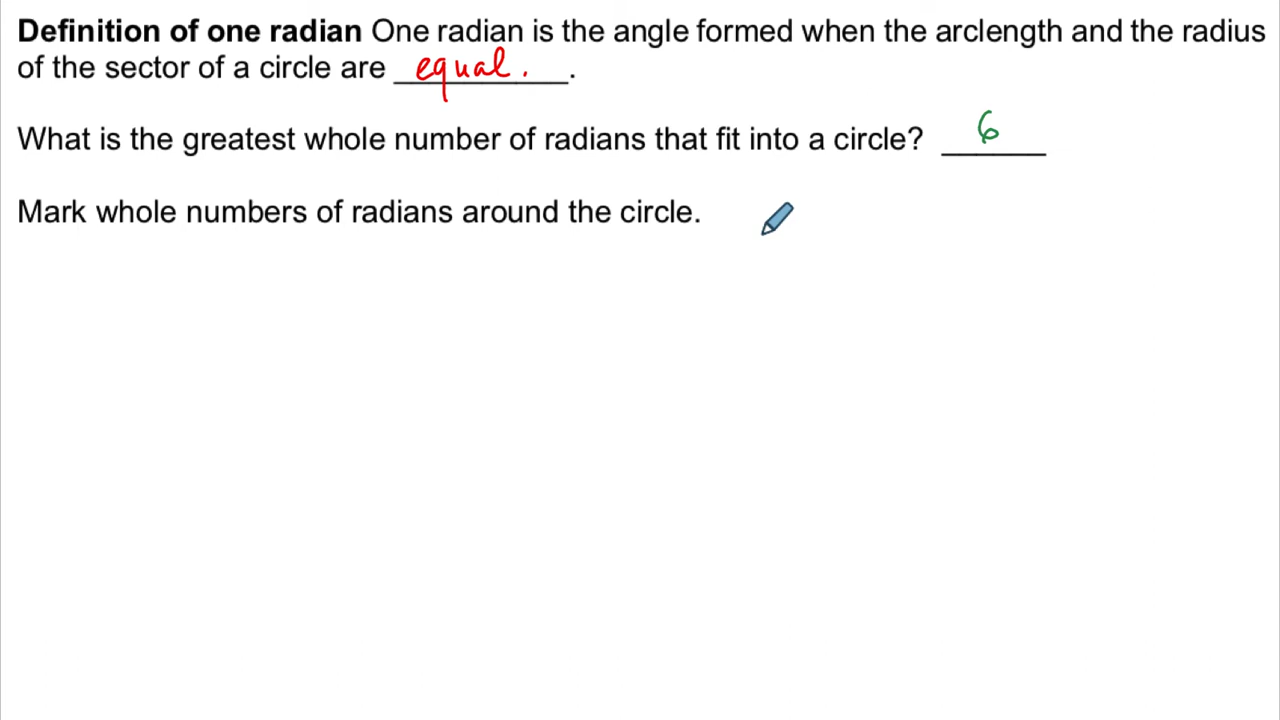 Definition of one radian One radian is the angle formed when the arclength and the radius
of the sector of a circle are equal. .
What is the greatest whole number of radians that fit into a circle? 6
Mark whole numbers of radians around the circle.